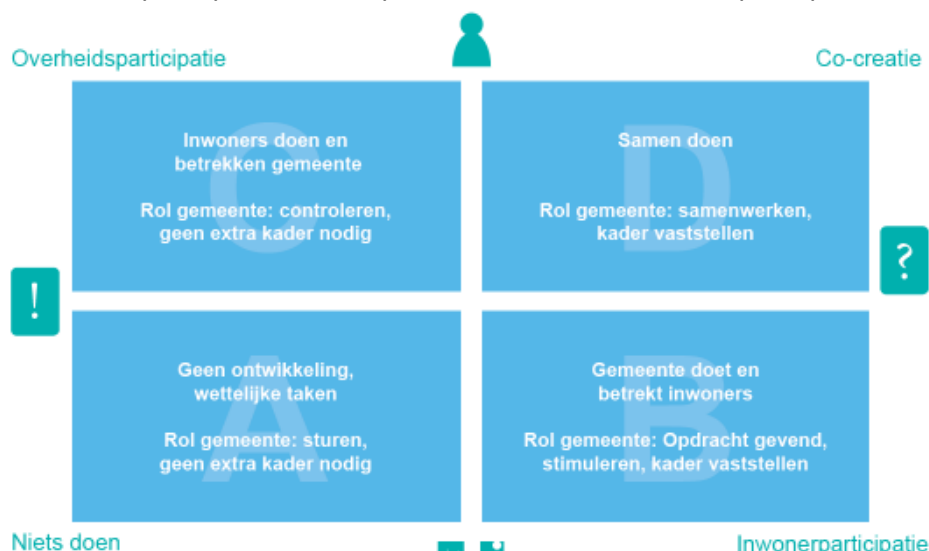 Overheidsparticipatie
Co-creatie
C
Inwoners doen en
betrekken gemeente
Rol gemeente: controleren,
geen extra kader nodig
D
Samen doen
Rol gemeente: samenwerken,
kader vaststellen
!
?
A
Geen ontwikkeling,
wettelijke taken
Rol gemeente: sturen,
geen extra kader nodig
B
Gemeente doet en
betrekt inwoners
Rol gemeente: Opdracht gevend,
stimuleren, kader vaststellen
Niets doen
Inwonerparticipatie